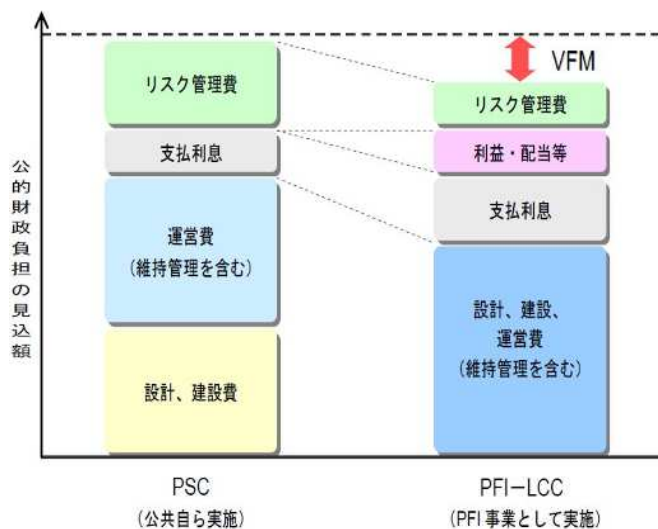 公的財政負担の見込額
リスク管理費
支払利息
運営費
(維持管理を含む)
設計、建設費
VFM
リスク管理費
利益・配当等
支払利息
設計、建設、
運営費
(維持管理を含む)
PSC
(公共自ら実施)
PFI−LCC
(PFI 事業として実施)